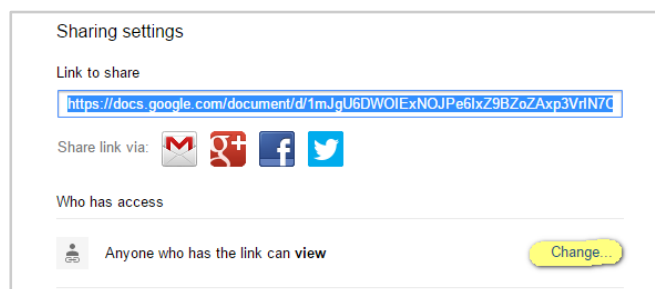 Sharing settings
Link to share
https://docs.google.com/document/d/1mJgU6DWOIExNOJPe6IxZ9BZoZAxp3VrIN7C
Share link via:
Who has access
Anyone who has the link can view
Change...